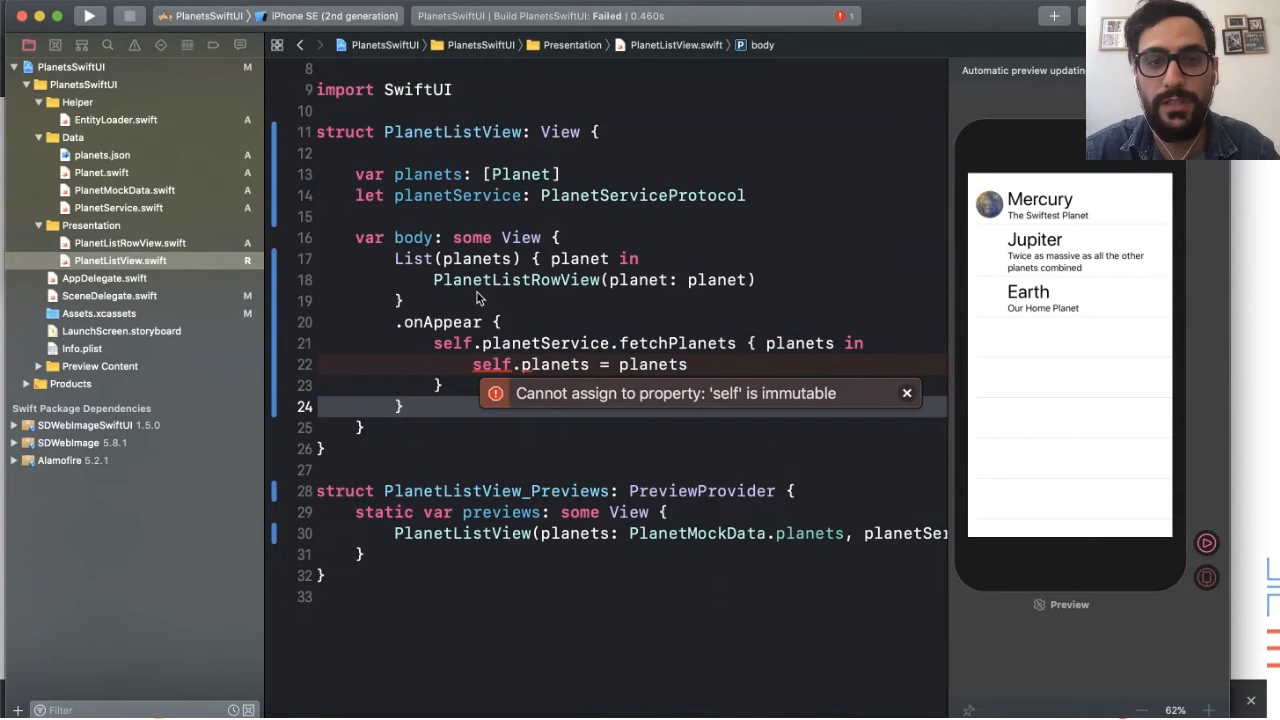 PlanetsSwiftUI
iPhone SE (2nd generation)
PlanetsSwiftUI | Build PlanetsSwiftUI: Failed | 0.460s
1
PlanetsSwiftUI
PlanetsSwiftUI
Presentation
PlanetListView.swift
P
body
PlanetsSwiftUI M
PlanetsSwiftUI
Helper
EntityLoader.swift A
Data
planets.json A
Planet.swift A
PlanetMockData.swift A
PlanetService.swift A
Presentation
PlanetListRowView.swift A
PlanetListView.swift R
AppDelegate.swift
SceneDelegate.swift M
Assets.xcassets M
LaunchScreen.storyboard
Info.plist
Preview Content
Products
Swift Package Dependencies
SDWebImageSwiftUI 1.5.0
SDWebImage 5.8.1
Alamofire 5.2.1
Filter
8
9 import SwiftUI
10
11 struct PlanetListView: View {
12
13 var planets: [Planet]
14 let planetService: PlanetServiceProtocol
15
16 var body: some View {
17 List(planets) { planet in
18 PlanetListRowView(planet: planet)
19 }
20 .onAppear {
21 self.planetService.fetchPlanets { planets in
22 self.planets = planets
23 }
Cannot assign to property: 'self' is immutable
24 }
25 }
26 }
27
28 struct PlanetListView_Previews: PreviewProvider {
29 static var previews: some View {
30 PlanetListView(planets: PlanetMockData.planets, planetSer
31 }
32 }
33
Automatic preview updatin
Mercury
The Swiftest Planet
Jupiter
Twice as massive as all the other
planets combined
Earth
Our Home Planet
Preview
62%